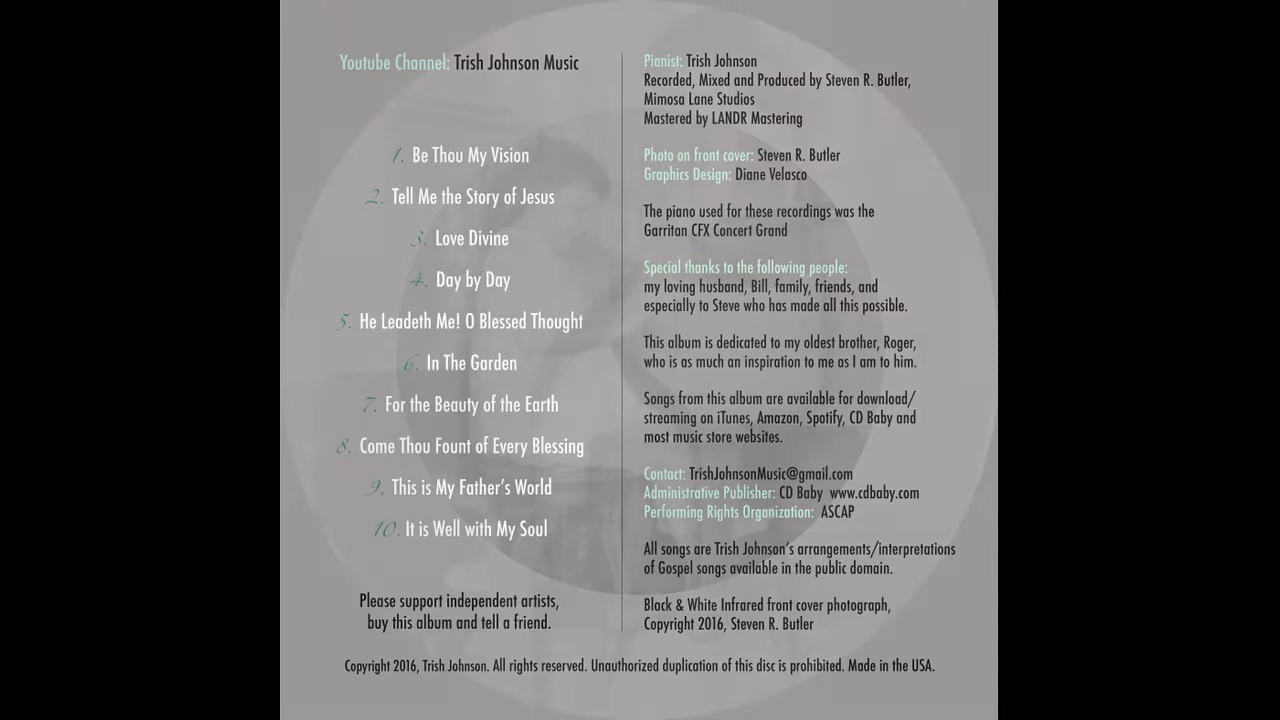 Youtube Channel: Trish Johnson Music
1. Be Thou My Vision
2. Tell Me the Story of Jesus
3. Love Divine
4. Day by Day
5. He Leadeth Me! O Blessed Thought
6. In The Garden
7. For the Beauty of the Earth
8. Come Thou Fount of Every Blessing
9. This is My Father's World
10. It is Well with My Soul
Please support independent artists,
buy this album and tell a friend.
Pianist: Trish Johnson
Recorded, Mixed and Produced by Steven R. Butler,
Mimosa Lane Studios
Mastered by LANDR Mastering
Photo on front cover: Steven R. Butler
Graphics Design: Diane Velasco
The piano used for these recordings was the
Garritan CFX Concert Grand
Special thanks to the following people:
my loving husband, Bill, family, friends, and
especially to Steve who has made all this possible.
This album is dedicated to my oldest brother, Roger,
who is as much an inspiration to me as I am to him.
Songs from this album are available for download/
streaming on iTunes, Amazon, Spotify, CD Baby and
most music store websites.
Contact: TrishJohnsonMusic@gmail.com
Administrative Publisher: CD Baby www.cdbaby.com
Performing Rights Organization: ASCAP
All songs are Trish Johnson's arrangements/interpretations
of Gospel songs available in the public domain.
Black & White Infrared front cover photograph,
Copyright 2016, Steven R. Butler
Copyright 2016, Trish Johnson. All rights reserved. Unauthorized duplication of this disc is prohibited. Made in the USA.